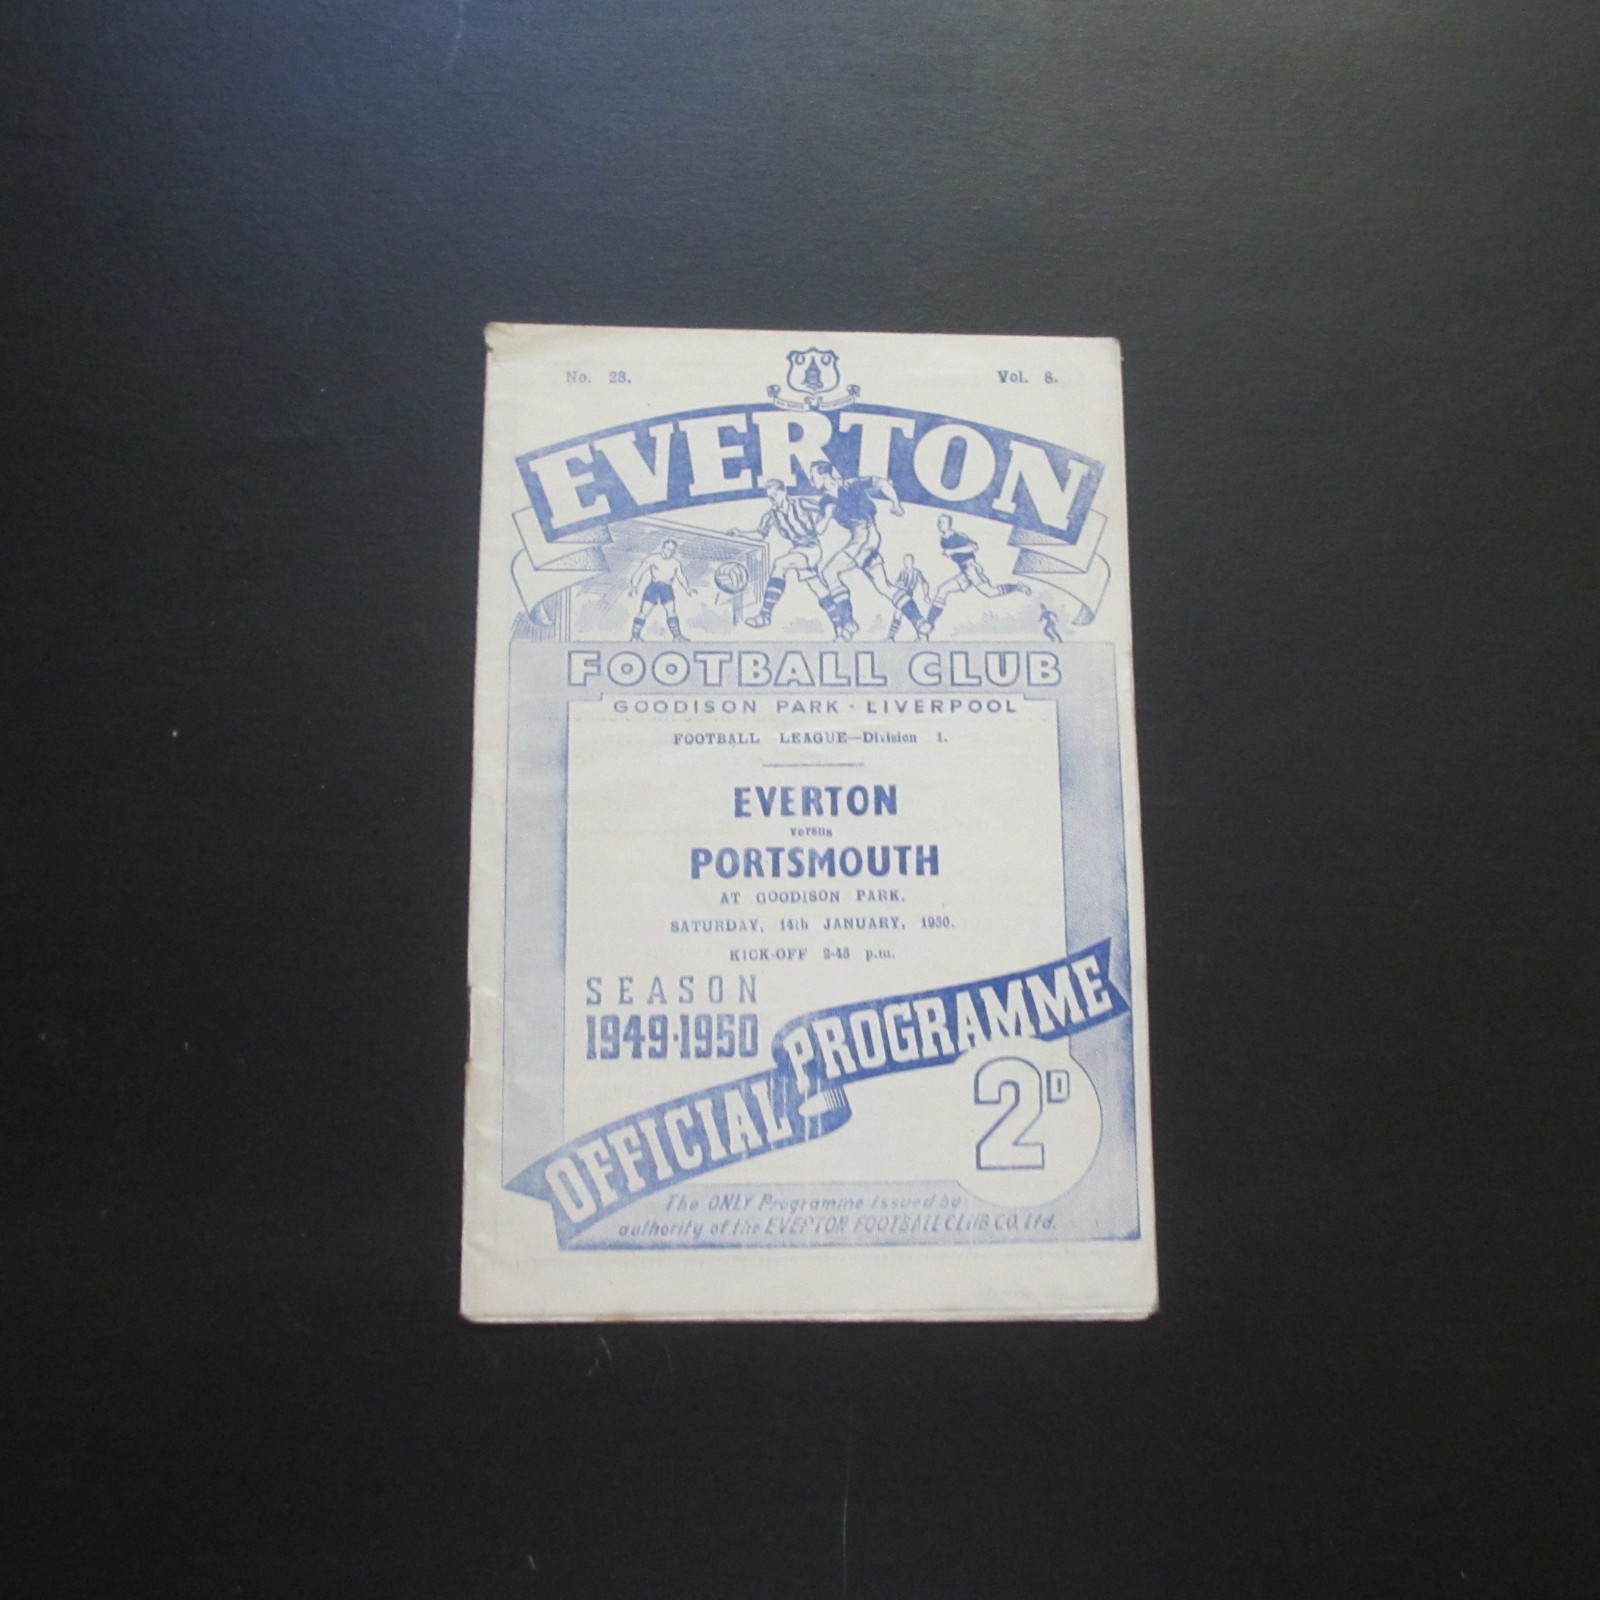 No. 28.
Vol. 8.
EVERTON
FOOTBALL CLUB
GOODISON PARK · LIVERPOOL
FOOTBALL LEAGUE—Division 1.
EVERTON
versus
PORTSMOUTH
AT GOODISON PARK.
SATURDAY, 14th JANUARY, 1950.
KICK-OFF 2-45 p.m.
SEASON
1949·1950
OFFICIAL PROGRAMME
2D
The ONLY Programme Issued by
authority of the EVERTON FOOTBALL CLUB CO. Ltd.